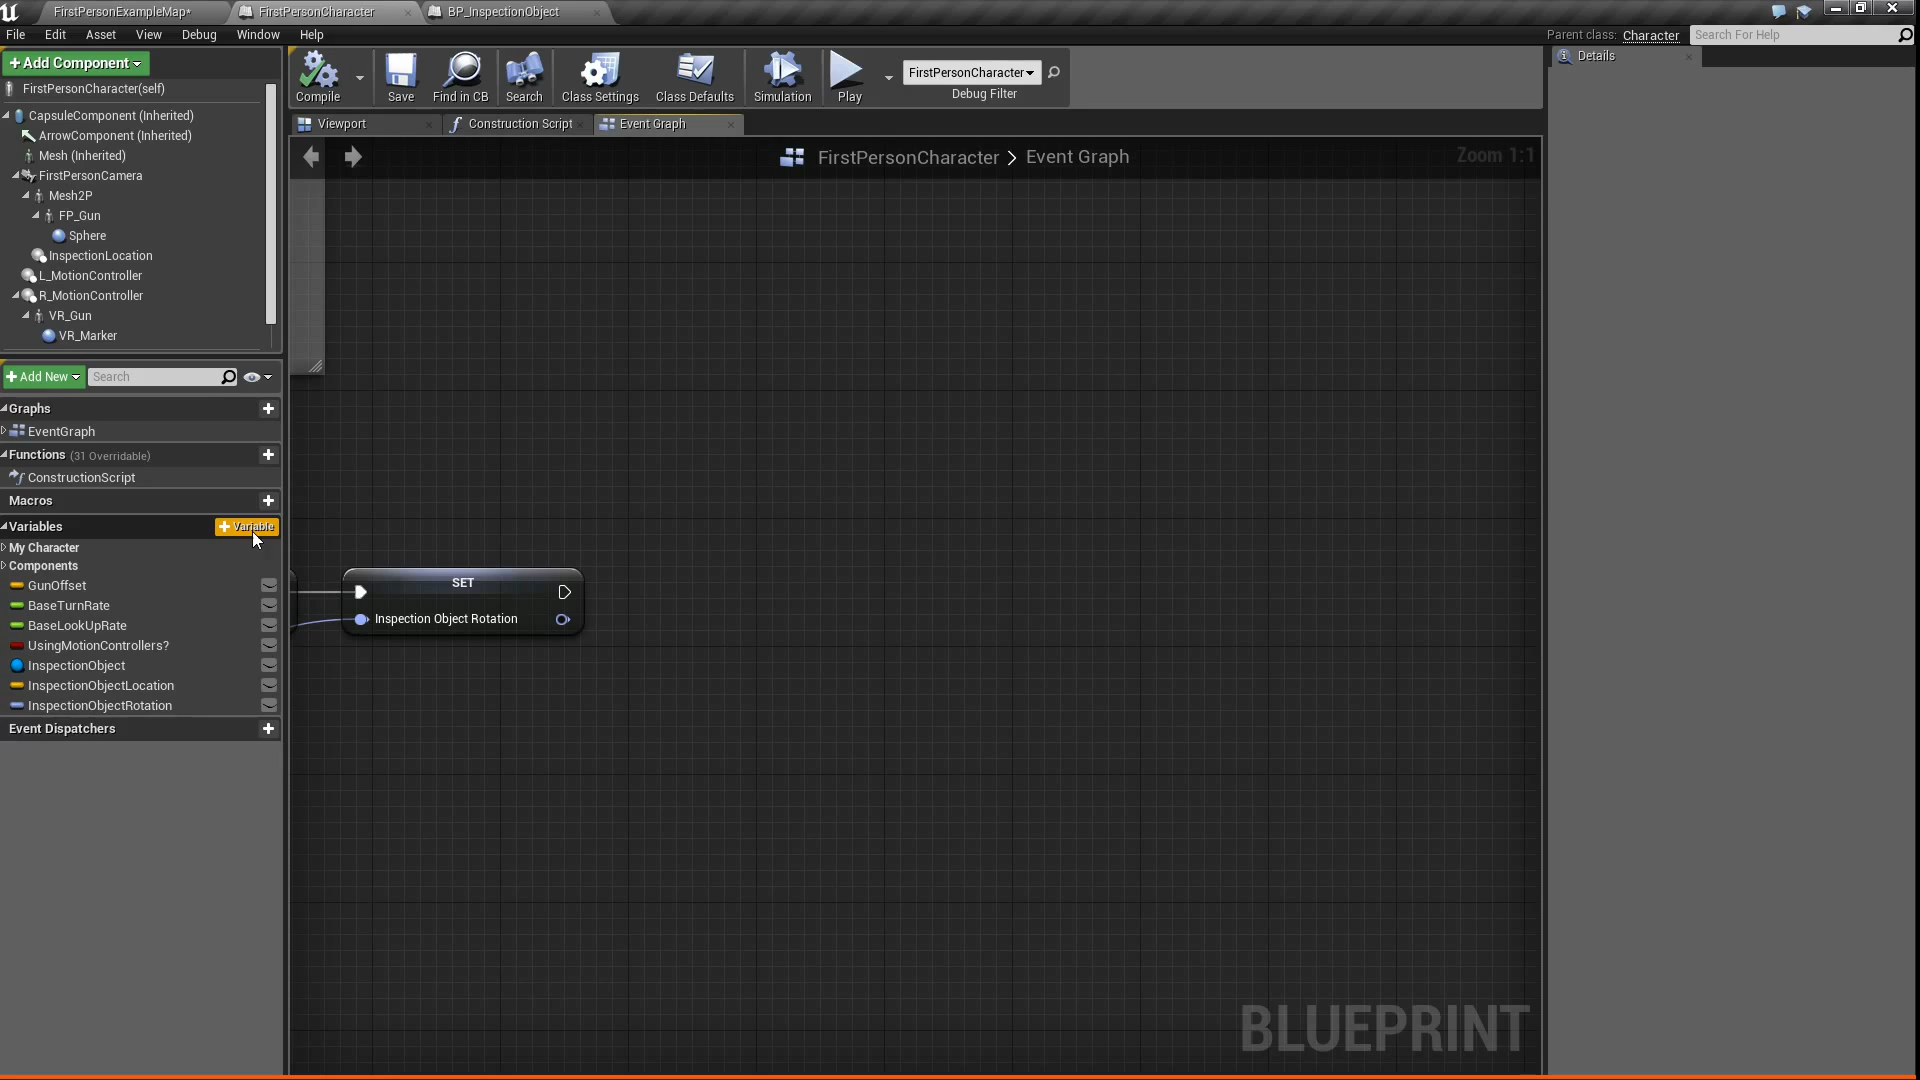 FirstPersonExampleMap*
FirstPersonCharacter
BP_InspectionObject
File Edit Asset View Debug Window Help
Parent class: Character
Search For Help
Add Component
FirstPersonCharacter(self)
CapsuleComponent (Inherited)
ArrowComponent (Inherited)
Mesh (Inherited)
FirstPersonCamera
Mesh2P
FP_Gun
Sphere
InspectionLocation
L_MotionController
R_MotionController
VR_Gun
VR_Marker
Add New
Search
Graphs
EventGraph
Functions (31 Overridable)
ConstructionScript
Macros
Variables
Variable
My Character
Components
GunOffset
BaseTurnRate
BaseLookUpRate
UsingMotionControllers?
InspectionObject
InspectionObjectLocation
InspectionObjectRotation
Event Dispatchers
Compile
Save
Find in CB
Search
Class Settings
Class Defaults
Simulation
Play
FirstPersonCharacter
Debug Filter
Viewport
Construction Script
Event Graph
FirstPersonCharacter > Event Graph
Zoom 1:1
SET
Inspection Object Rotation
BLUEPRINT
Details